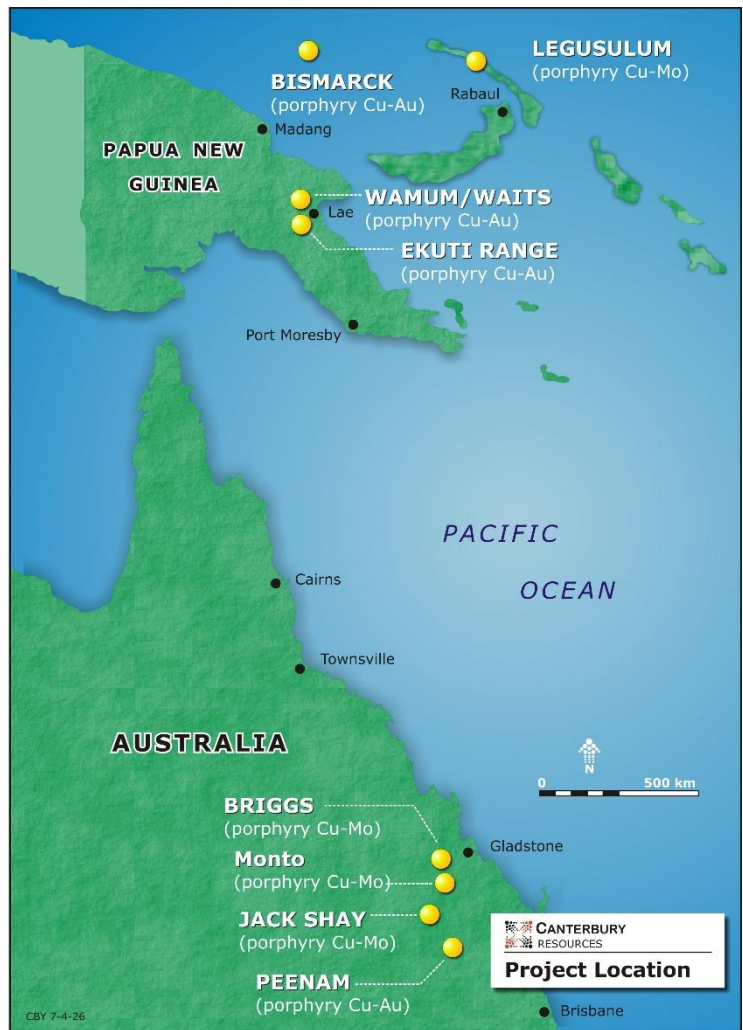 LEGUSULUM
(porphyry Cu-Mo)
BISMARCK
(porphyry Cu-Au)
Rabaul
Madang
PAPUA NEW
GUINEA
WAMUM/WAITS
(porphyry Cu-Au)
Lae
EKUTI RANGE
(porphyry Cu-Au)
Port Moresby
PACIFIC
OCEAN
Cairns
Townsville
AUSTRALIA
N
0 500 km
BRIGGS
(porphyry Cu-Mo)
Gladstone
Monto
(porphyry Cu-Mo)
JACK SHAY
(porphyry Cu-Mo)
PEENAM
(porphyry Cu-Au)
CANTERBURY
RESOURCES
Project Location
Brisbane
CBY 7-4-26